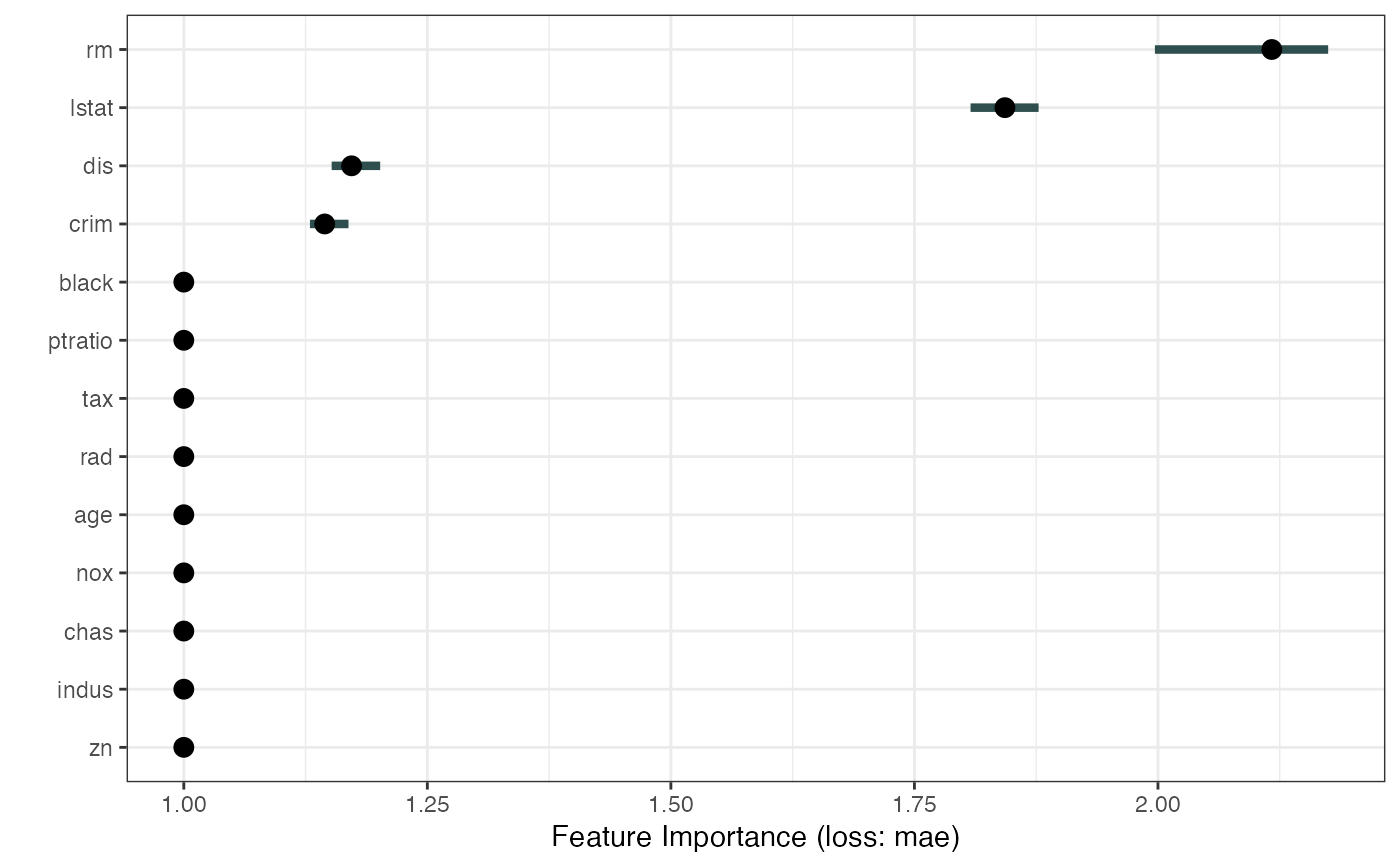 rm
lstat
dis
crim
black
ptratio
tax
rad
age
nox
chas
indus
zn
1.00 1.25 1.50 1.75 2.00
Feature Importance (loss: mae)